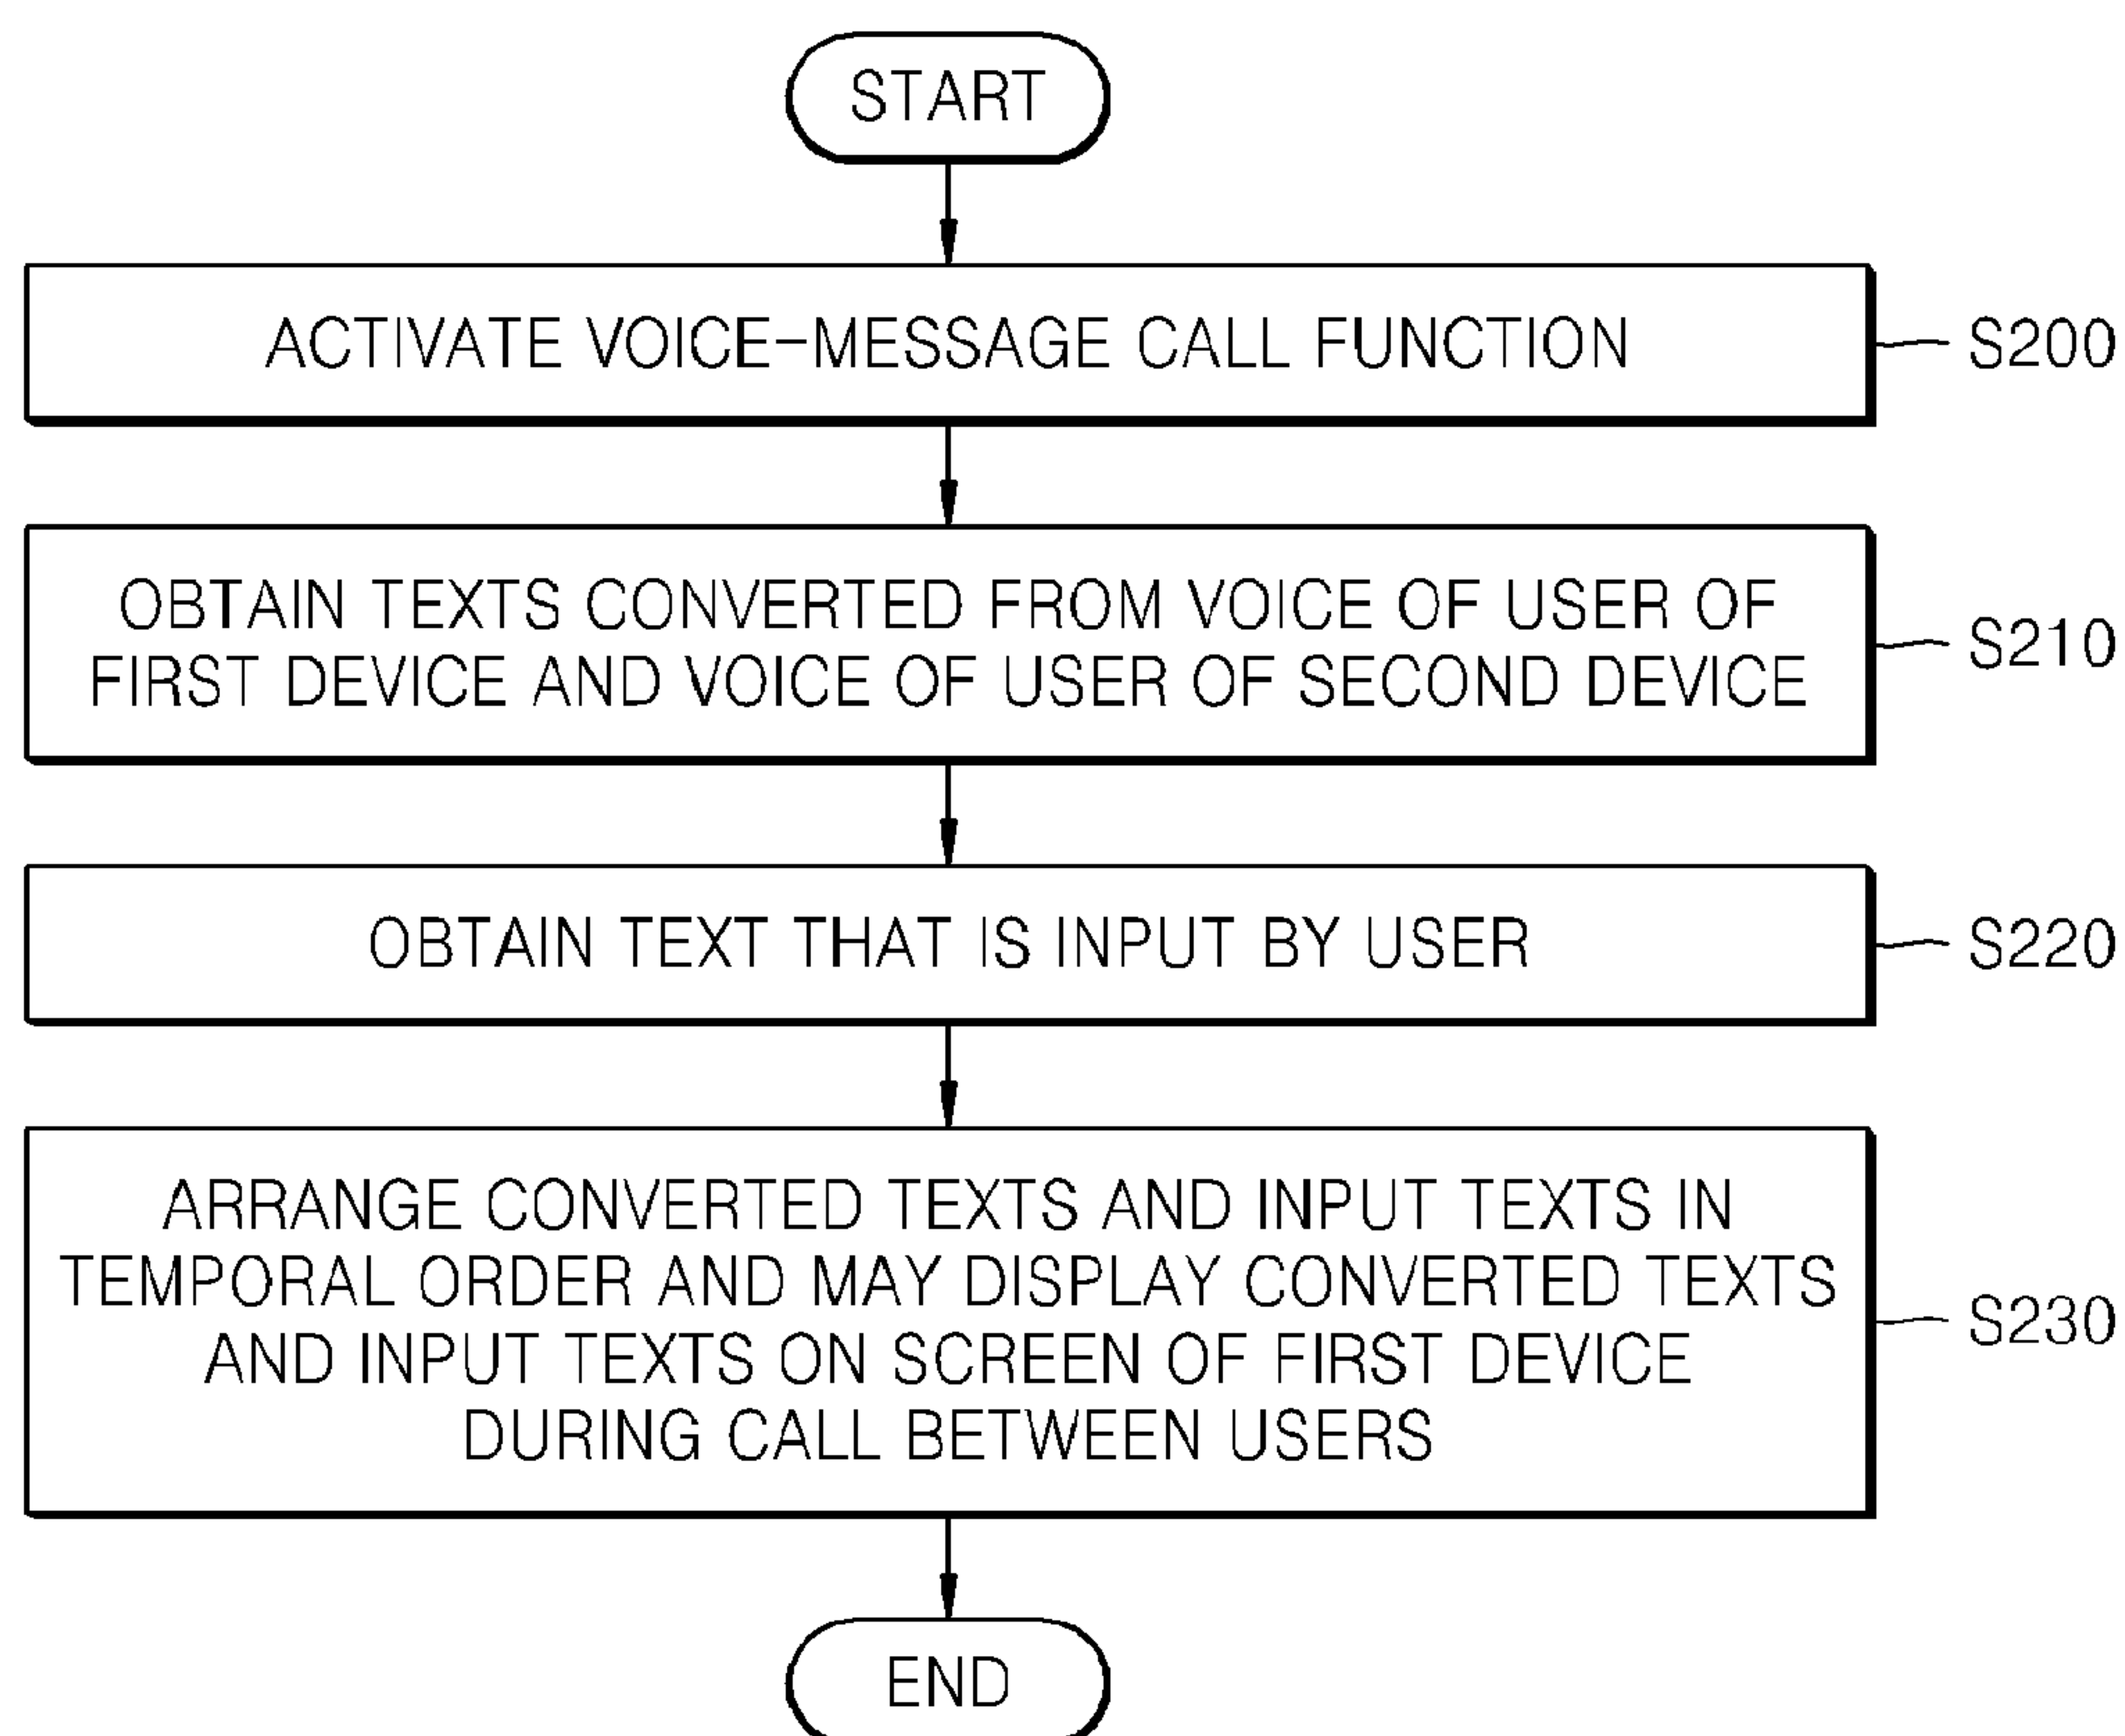 START
ACTIVATE VOICE-MESSAGE CALL FUNCTION
S200
OBTAIN TEXTS CONVERTED FROM VOICE OF USER OF
FIRST DEVICE AND VOICE OF USER OF SECOND DEVICE
S210
OBTAIN TEXT THAT IS INPUT BY USER
S220
ARRANGE CONVERTED TEXTS AND INPUT TEXTS IN
TEMPORAL ORDER AND MAY DISPLAY CONVERTED TEXTS
AND INPUT TEXTS ON SCREEN OF FIRST DEVICE
DURING CALL BETWEEN USERS
S230
END